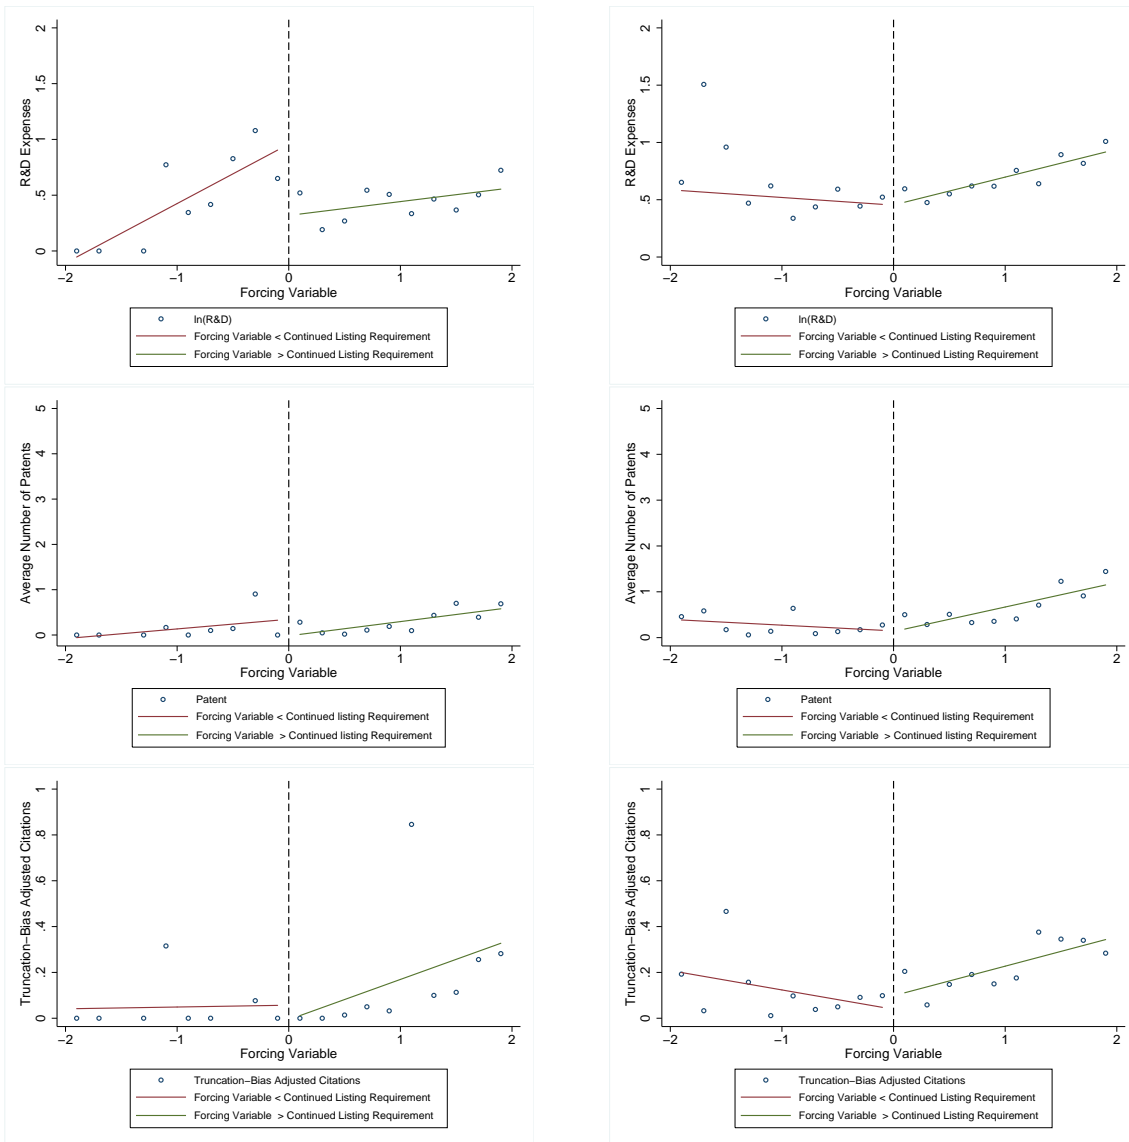 R&D Expenses
2
1.5
1
.5
0
−2 −1 0 1 2
Forcing Variable
ln(R&D)
Forcing Variable < Continued Listing Requirement
Forcing Variable > Continued Listing Requirement
R&D Expenses
2
1.5
1
.5
0
−2 −1 0 1 2
Forcing Variable
ln(R&D)
Forcing Variable < Continued Listing Requirement
Forcing Variable > Continued Listing Requirement
Average Number of Patents
5
4
3
2
1
0
−2 −1 0 1 2
Forcing Variable
Patent
Forcing Variable < Continued listing Requirement
Forcing Variable > Continued listing Requirement
Average Number of Patents
5
4
3
2
1
0
−2 −1 0 1 2
Forcing Variable
Patent
Forcing Variable < Continued listing Requirement
Forcing Variable > Continued listing Requirement
Truncation−Bias Adjusted Citations
1
.8
.6
.4
.2
0
−2 −1 0 1 2
Forcing Variable
Truncation−Bias Adjusted Citations
Forcing Variable < Continued Listing Requirement
Forcing Variable > Continued Listing Requirement
Truncation−Bias Adjusted Citations
1
.8
.6
.4
.2
0
−2 −1 0 1 2
Forcing Variable
Truncation−Bias Adjusted Citations
Forcing Variable < Continued Listing Requirement
Forcing Variable > Continued Listing Requirement